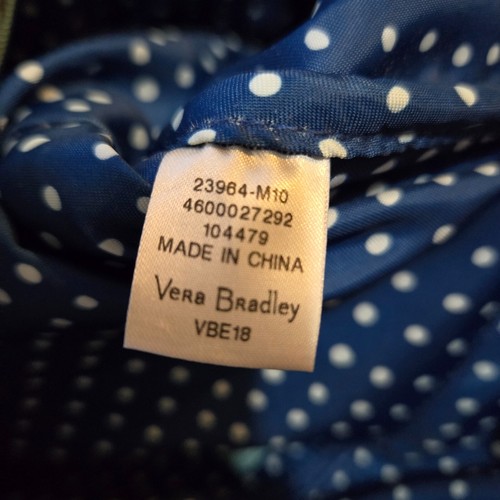 23964-M10
4600027292
104479
MADE IN CHINA
Vera Bradley
VBE18